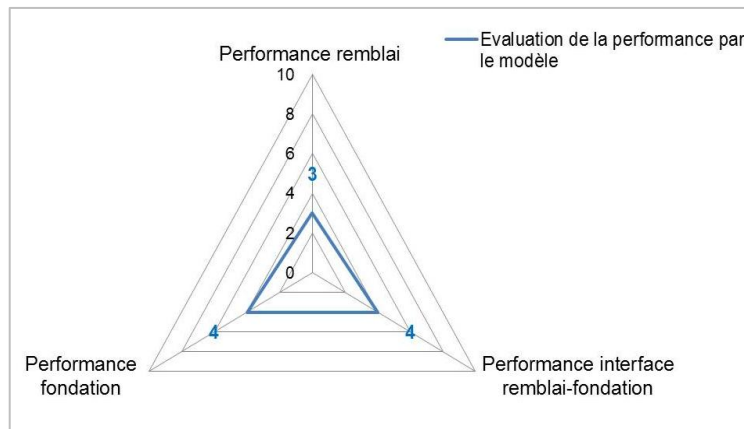 Performance remblai
Evaluation de la performance par
le modèle
10
8
6
3
4
2
0
4
4
Performance
fondation
Performance interface
remblai-fondation